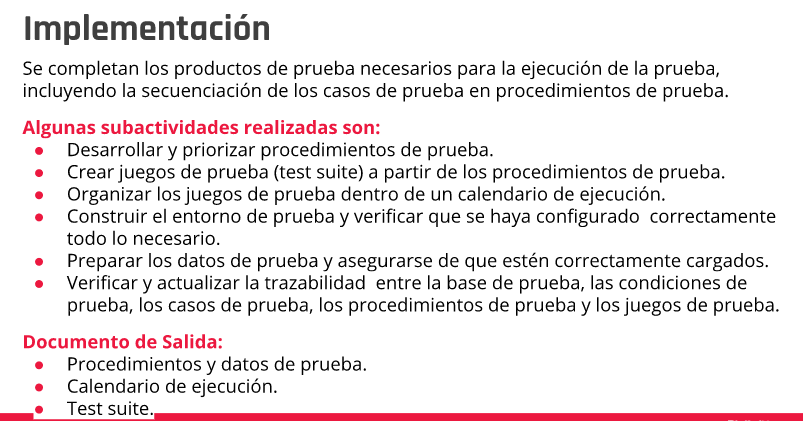 Implementación
Se completan los productos de prueba necesarios para la ejecución de la prueba,
incluyendo la secuenciación de los casos de prueba en procedimientos de prueba.
Algunas subactividades realizadas son:
● Desarrollar y priorizar procedimientos de prueba.
● Crear juegos de prueba (test suite) a partir de los procedimientos de prueba.
● Organizar los juegos de prueba dentro de un calendario de ejecución.
● Construir el entorno de prueba y verificar que se haya configurado  correctamente
todo lo necesario.
● Preparar los datos de prueba y asegurarse de que estén correctamente cargados.
● Verificar y actualizar la trazabilidad  entre la base de prueba, las condiciones de
prueba, los casos de prueba, los procedimientos de prueba y los juegos de prueba.
Documento de Salida:
● Procedimientos y datos de prueba.
● Calendario de ejecución.
● Test suite.